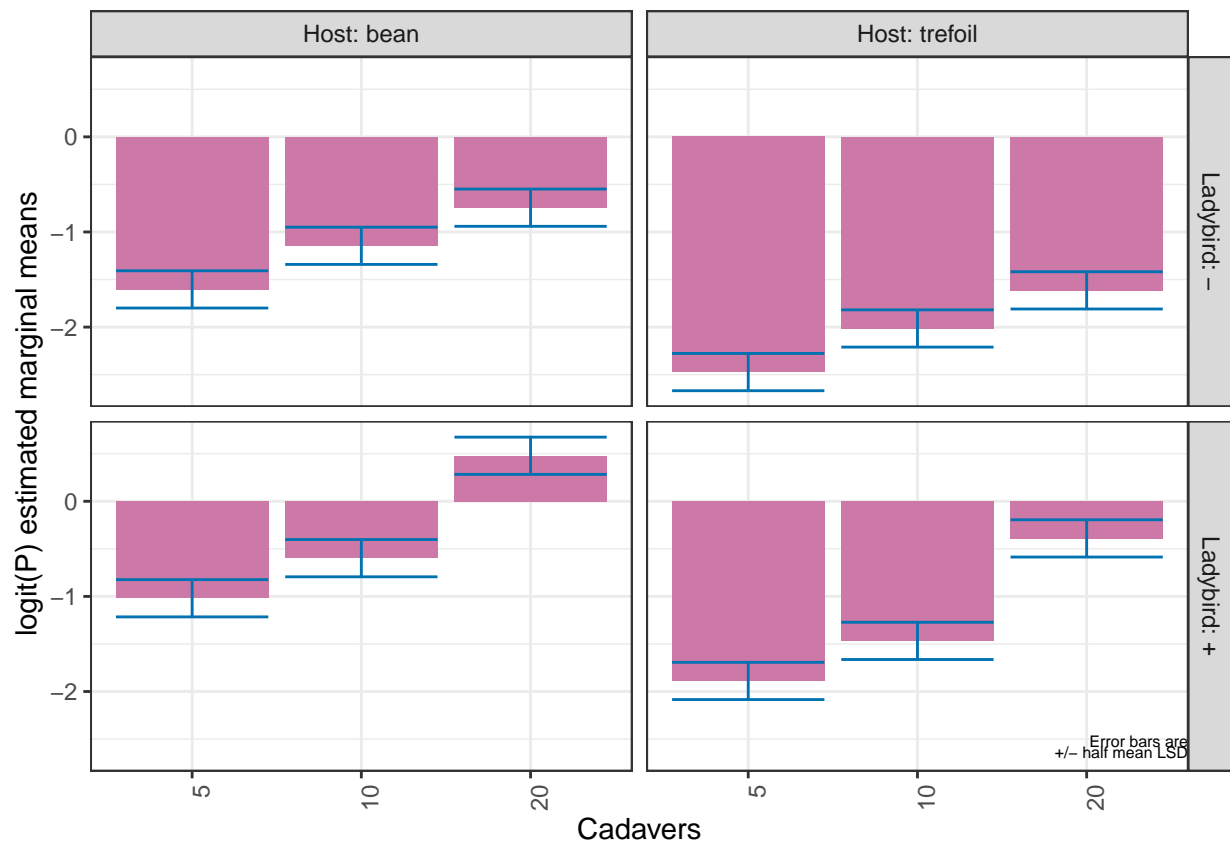 Host: bean
Host: trefoil
logit(P) estimated marginal means
0
−1
−2
Ladybird: −
0
−1
−2
Ladybird: +
Error bars are
+/− half mean LSD
5
10
20
5
10
20
Cadavers